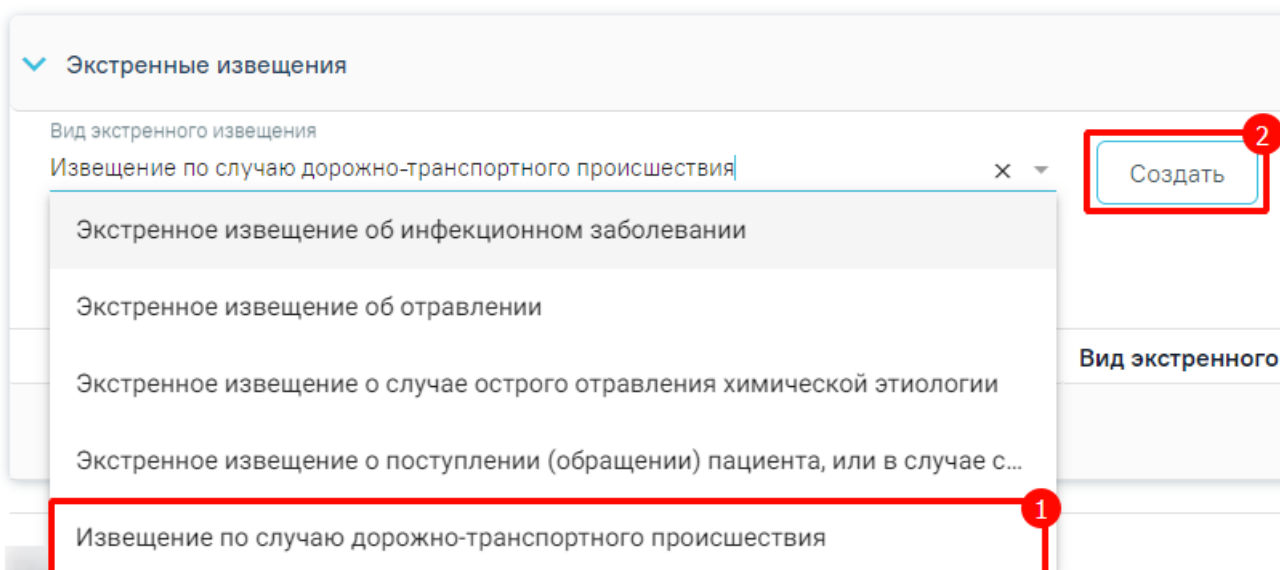 Экстренные извещения
Вид экстренного извещения
Извещение по случаю дорожно-транспортного происшествия
2
Создать
Экстренное извещение об инфекционном заболевании
Экстренное извещение об отравлении
Вид экстренного
Экстренное извещение о случае острого отравления химической этиологии
Экстренное извещение о поступлении (обращении) пациента, или в случае с...
1
Извещение по случаю дорожно-транспортного происшествия